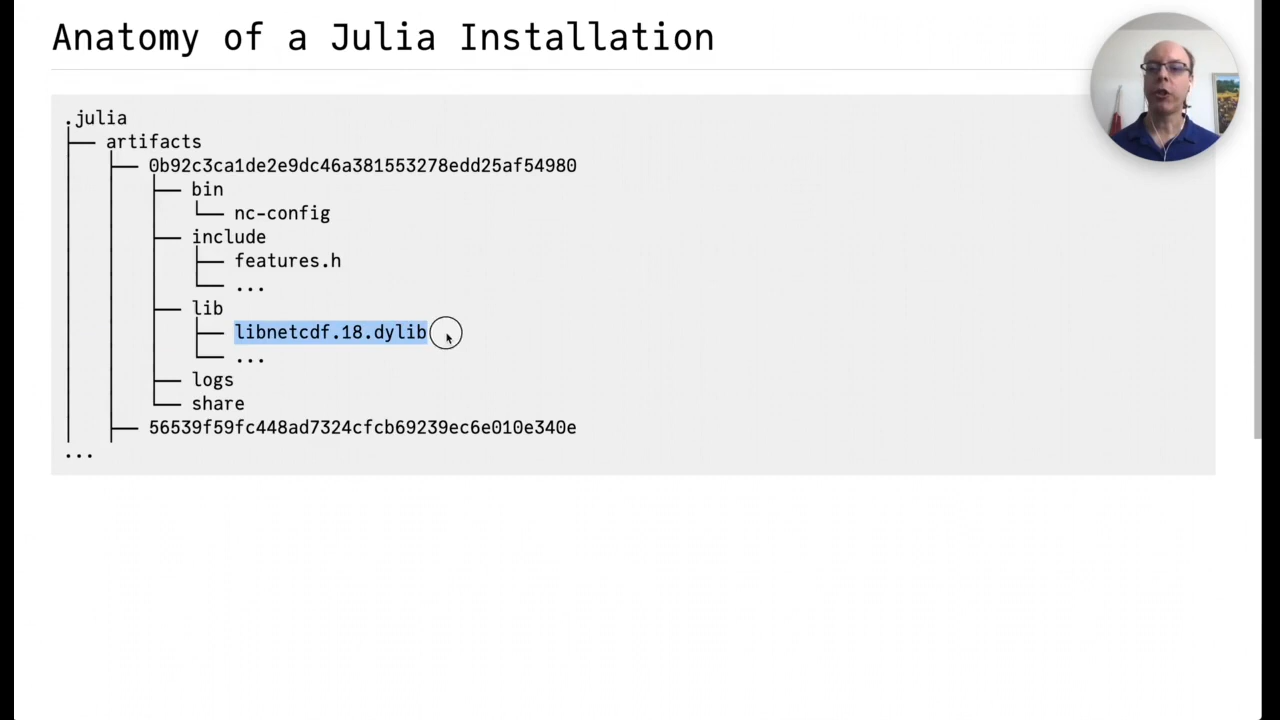 Anatomy of a Julia Installation
.julia
artifacts
0b92c3ca1de2e9dc46a381553278edd25af54980
bin
nc-config
include
features.h
...
lib
libnetcdf.18.dylib
...
logs
share
56539f59fc448ad7324cfcb69239ec6e010e340e
...